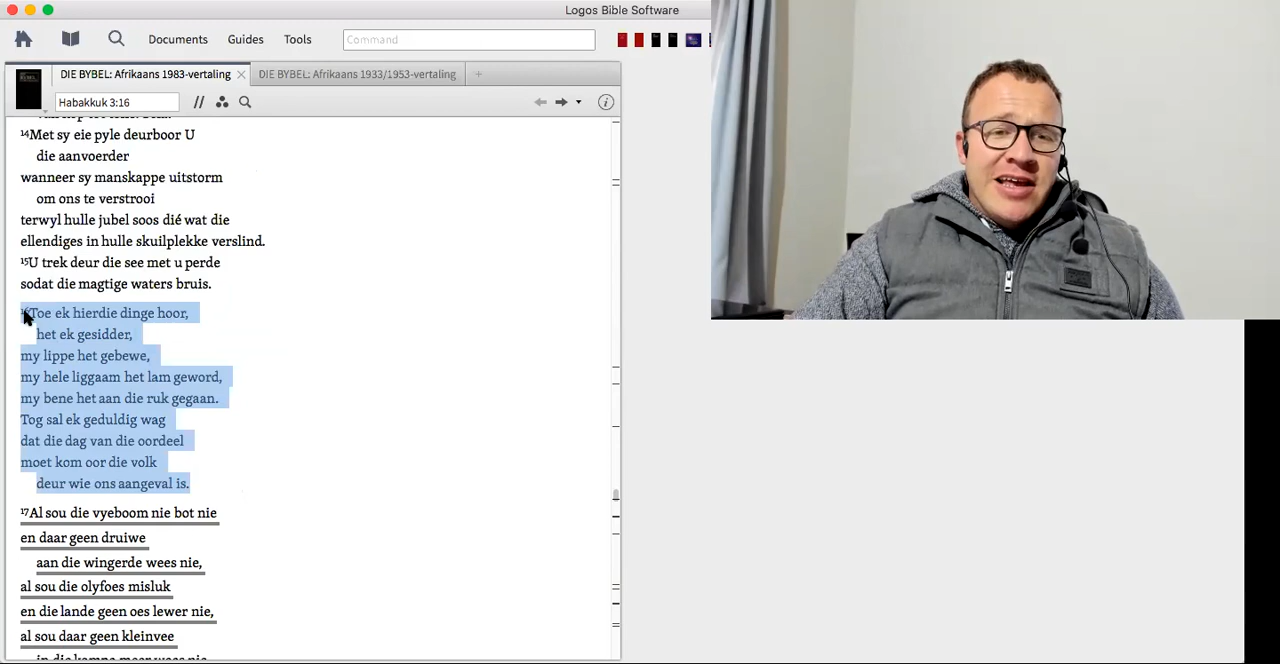 Logos Bible Software
Documents Guides Tools Command
DIE BYBEL: Afrikaans 1983-vertaling DIE BYBEL: Afrikaans 1933/1953-vertaling
Habakkuk 3:16
14Met sy eie pyle deurboor U
die aanvoerder
wanneer sy manskappe uitstorm
om ons te verstrooi
terwyl hulle jubel soos dié wat die
ellendiges in hulle skuilplekke verslind.
15U trek deur die see met u perde
sodat die magtige waters bruis.
Toe ek hierdie dinge hoor,
het ek gesidder,
my lippe het gebewe,
my hele liggaam het lam geword,
my bene het aan die ruk gegaan.
Tog sal ek geduldig wag
dat die dag van die oordeel
moet kom oor die volk
deur wie ons aangeval is.
17Al sou die vyeboom nie bot nie
en daar geen druiwe
aan die wingerde wees nie,
al sou die olyfoes misluk
en die lande geen oes lewer nie,
al sou daar geen kleinvee